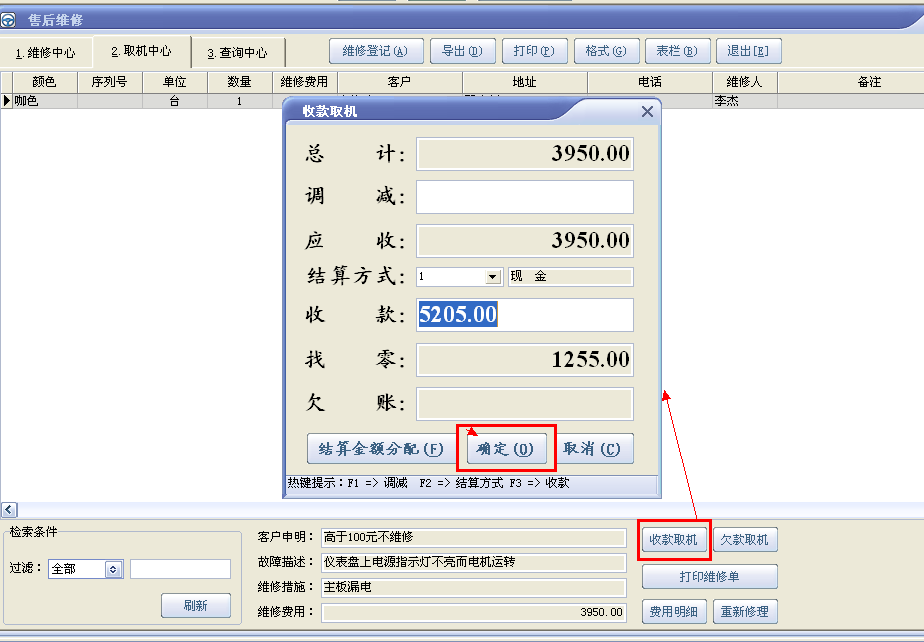 售后维修
1.维修中心 2.取机中心 3.查询中心 维修登记(A) 导出(D) 打印(P) 格式(G) 表栏(B) 退出[E]
颜色 序列号 单位 数量 维修费用 客户 地址 电话 维修人 备注
咖色 台 1 李杰
收款取机
总 计: 3950.00
调 减:
应 收: 3950.00
结算方式: 1 现 金
收 款: 5205.00
找 零: 1255.00
欠 账:
结算金额分配(F) 确定(O) 取消(C)
热键提示:F1 => 调减 F2 => 结算方式 F3 => 收款
检索条件
过滤: 全部
刷新
客户申明: 高于100元不维修
故障描述: 仪表盘上电源指示灯不亮而电机运转
维修措施: 主板漏电
维修费用: 3950.00
收款取机 欠款取机
打印维修单
费用明细 重新修理